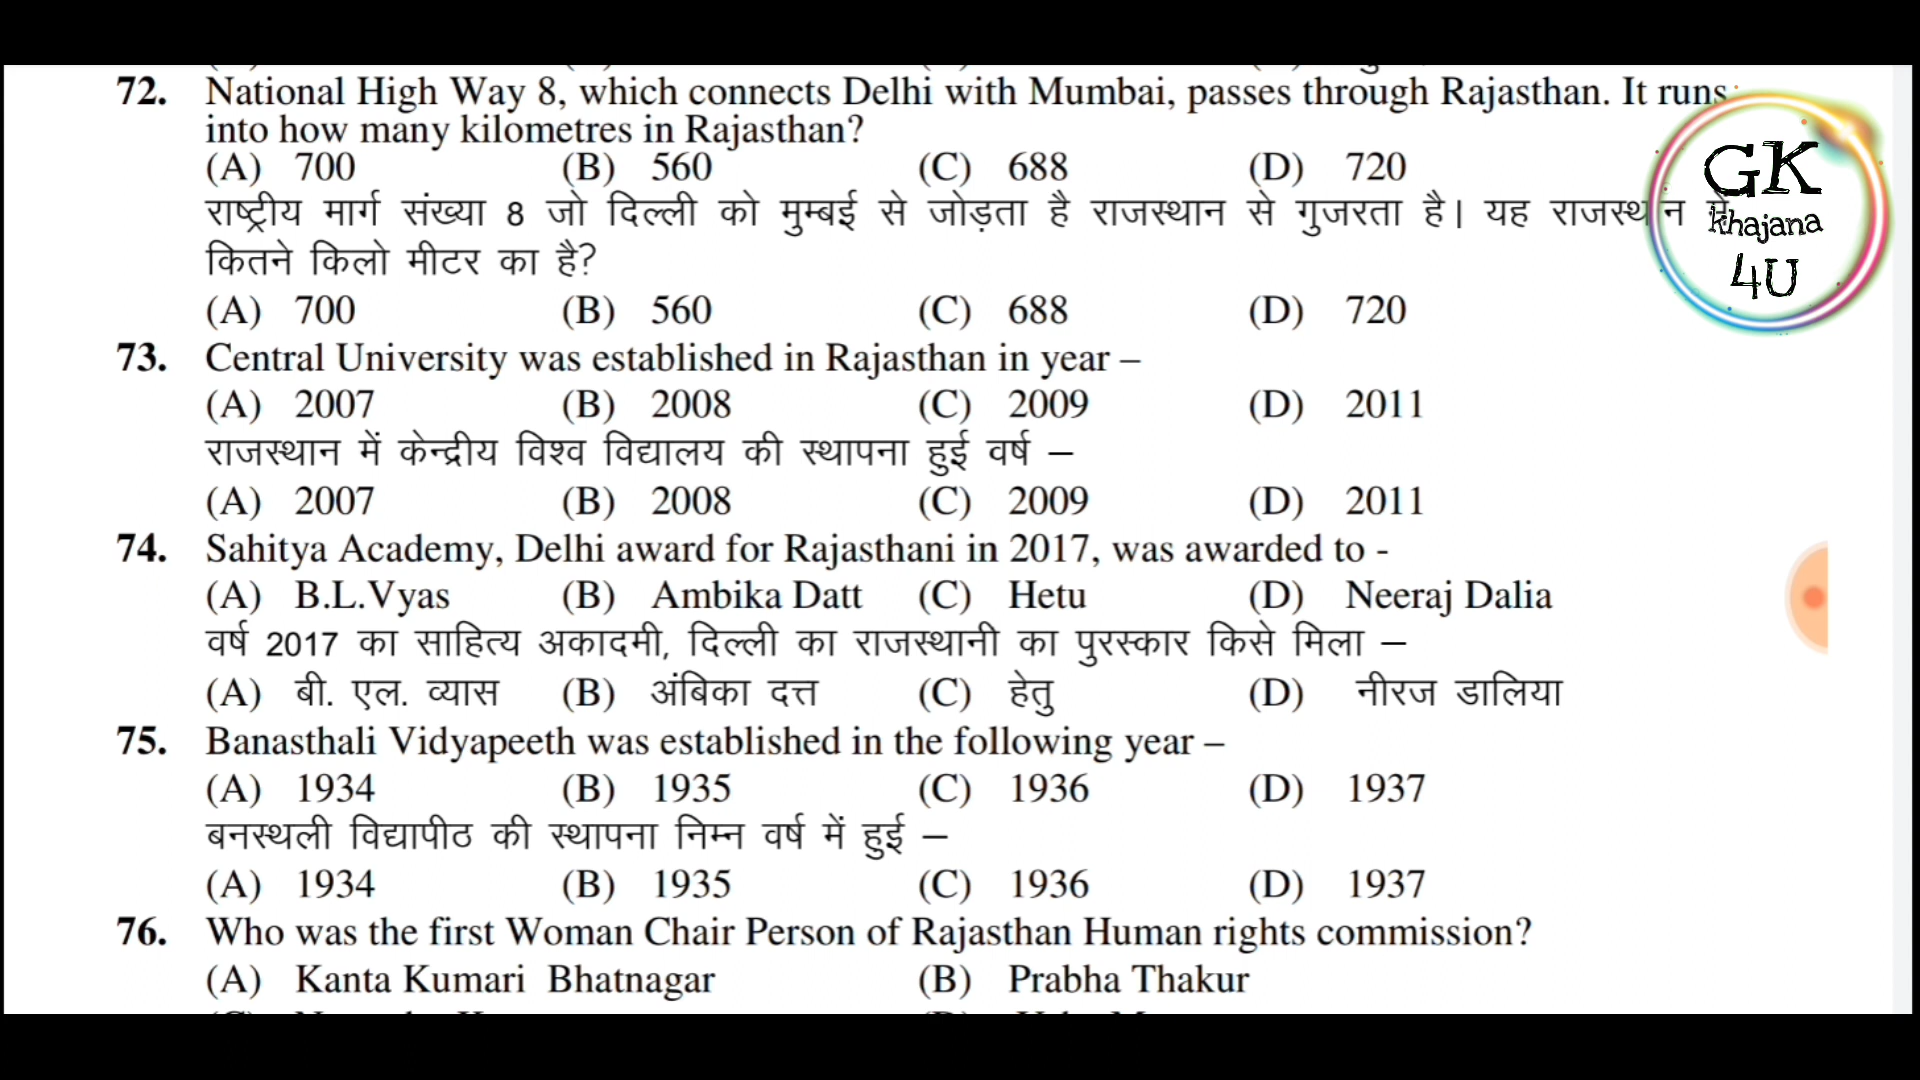 72. National High Way 8, which connects Delhi with Mumbai, passes through Rajasthan. It runs
into how many kilometres in Rajasthan?
(A) 700 (B) 560 (C) 688 (D) 720
राष्ट्रीय मार्ग संख्या 8 जो दिल्ली को मुम्बई से जोड़ता है राजस्थान से गुजरता है। यह राजस्थान में
कितने किलो मीटर का है?
(A) 700 (B) 560 (C) 688 (D) 720
73. Central University was established in Rajasthan in year –
(A) 2007 (B) 2008 (C) 2009 (D) 2011
राजस्थान में केन्द्रीय विश्व विद्यालय की स्थापना हुई वर्ष –
(A) 2007 (B) 2008 (C) 2009 (D) 2011
74. Sahitya Academy, Delhi award for Rajasthani in 2017, was awarded to -
(A) B.L.Vyas (B) Ambika Datt (C) Hetu (D) Neeraj Dalia
वर्ष 2017 का साहित्य अकादमी, दिल्ली का राजस्थानी का पुरस्कार किसे मिला –
(A) बी. एल. व्यास (B) अंबिका दत्त (C) हेतु (D) नीरज डालिया
75. Banasthali Vidyapeeth was established in the following year –
(A) 1934 (B) 1935 (C) 1936 (D) 1937
बनस्थली विद्यापीठ की स्थापना निम्न वर्ष में हुई –
(A) 1934 (B) 1935 (C) 1936 (D) 1937
76. Who was the first Woman Chair Person of Rajasthan Human rights commission?
(A) Kanta Kumari Bhatnagar (B) Prabha Thakur
GK
khajana
4U